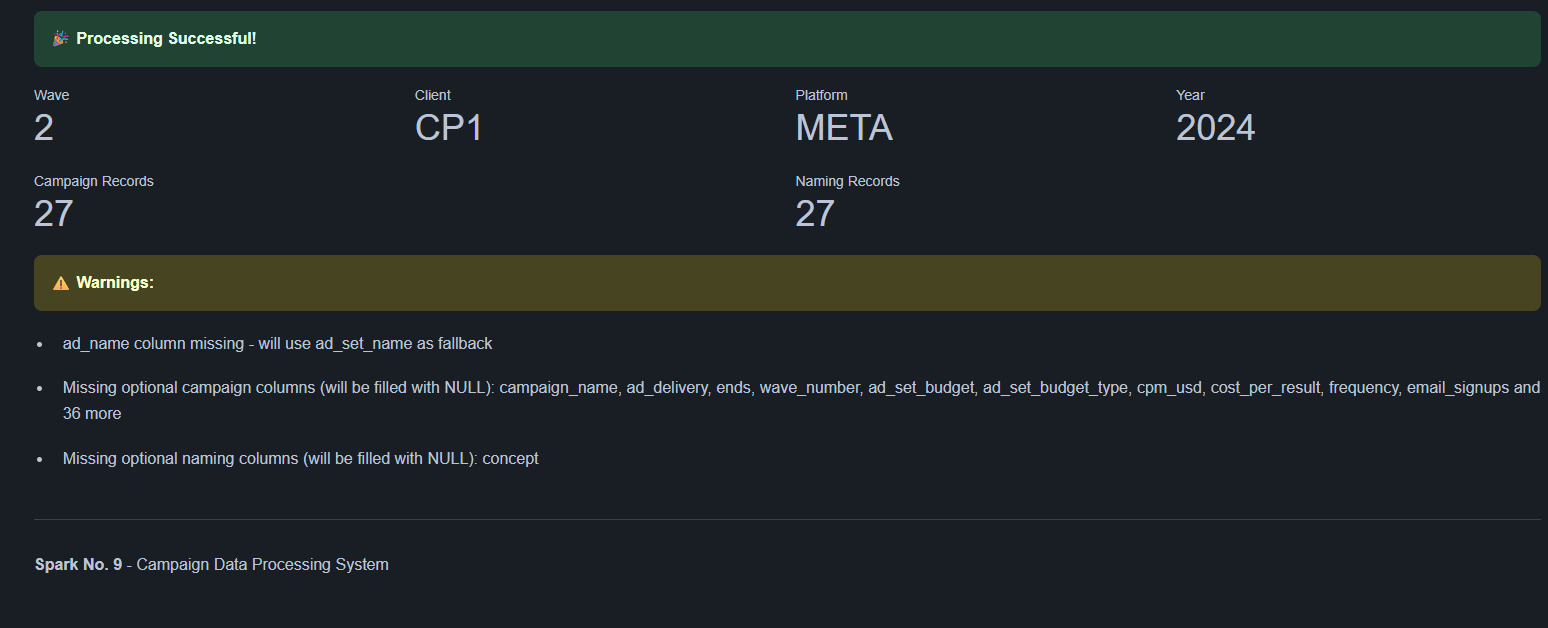 🎉 Processing Successful!
Wave
Client
Platform
Year
2
CP1
META
2024
Campaign Records
Naming Records
27
27
⚠ Warnings:
• ad_name column missing - will use ad_set_name as fallback
• Missing optional campaign columns (will be filled with NULL): campaign_name, ad_delivery, ends, wave_number, ad_set_budget, ad_set_budget_type, cpm_usd, cost_per_result, frequency, email_signups and
36 more
• Missing optional naming columns (will be filled with NULL): concept
Spark No. 9 - Campaign Data Processing System